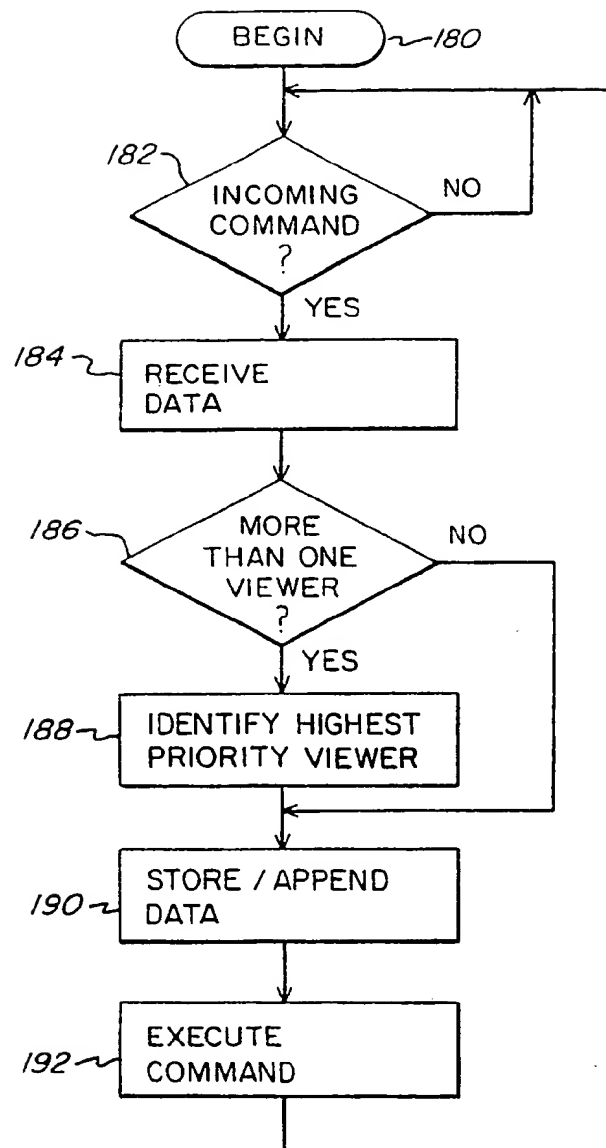 BEGIN
180
182
INCOMING
COMMAND
?
NO
YES
184
RECEIVE
DATA
186
MORE
THAN ONE
VIEWER
?
NO
YES
188
IDENTIFY HIGHEST
PRIORITY VIEWER
190
STORE / APPEND
DATA
192
EXECUTE
COMMAND